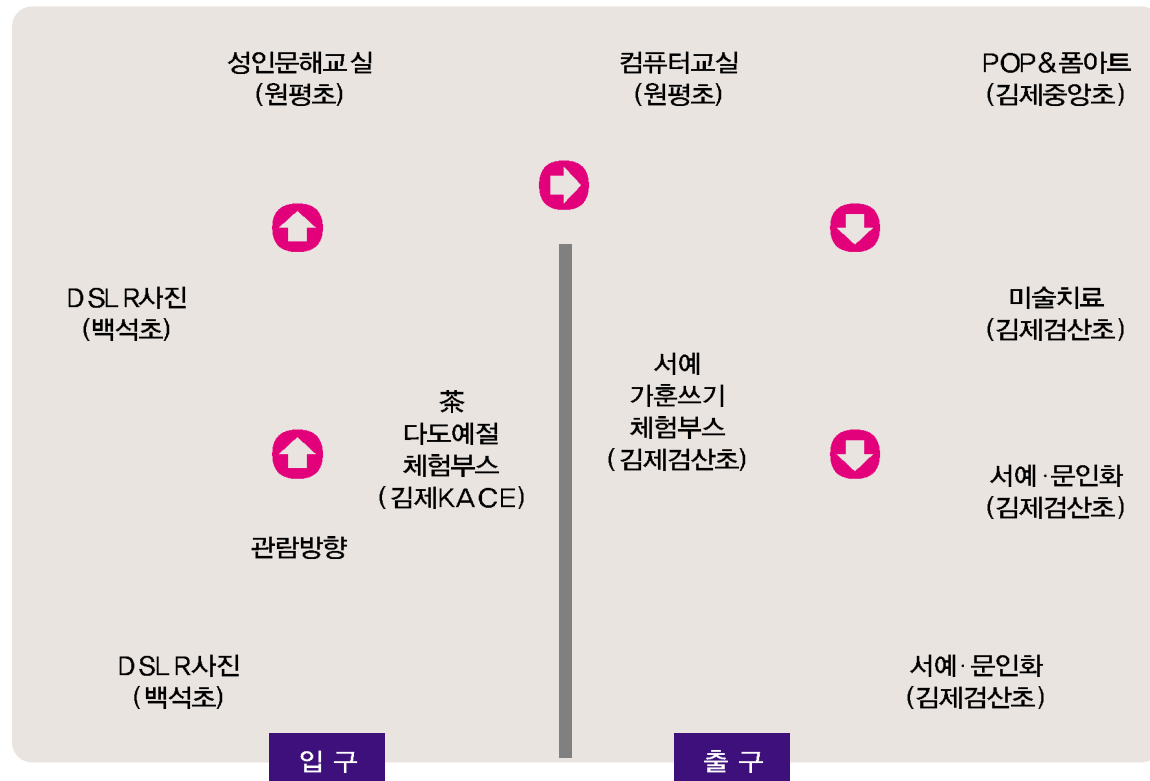 성인문해교실
(원평초)
컴퓨터교실
(원평초)
POP&폼아트
(김제중앙초)
DSLR사진
(백석초)
미술치료
(김제검산초)
茶
다도예절
체험부스
(김제KACE)
서예
가훈쓰기
체험부스
(김제검산초)
서예·문인화
(김제검산초)
관람방향
DSLR사진
(백석초)
서예·문인화
(김제검산초)
입구
출구